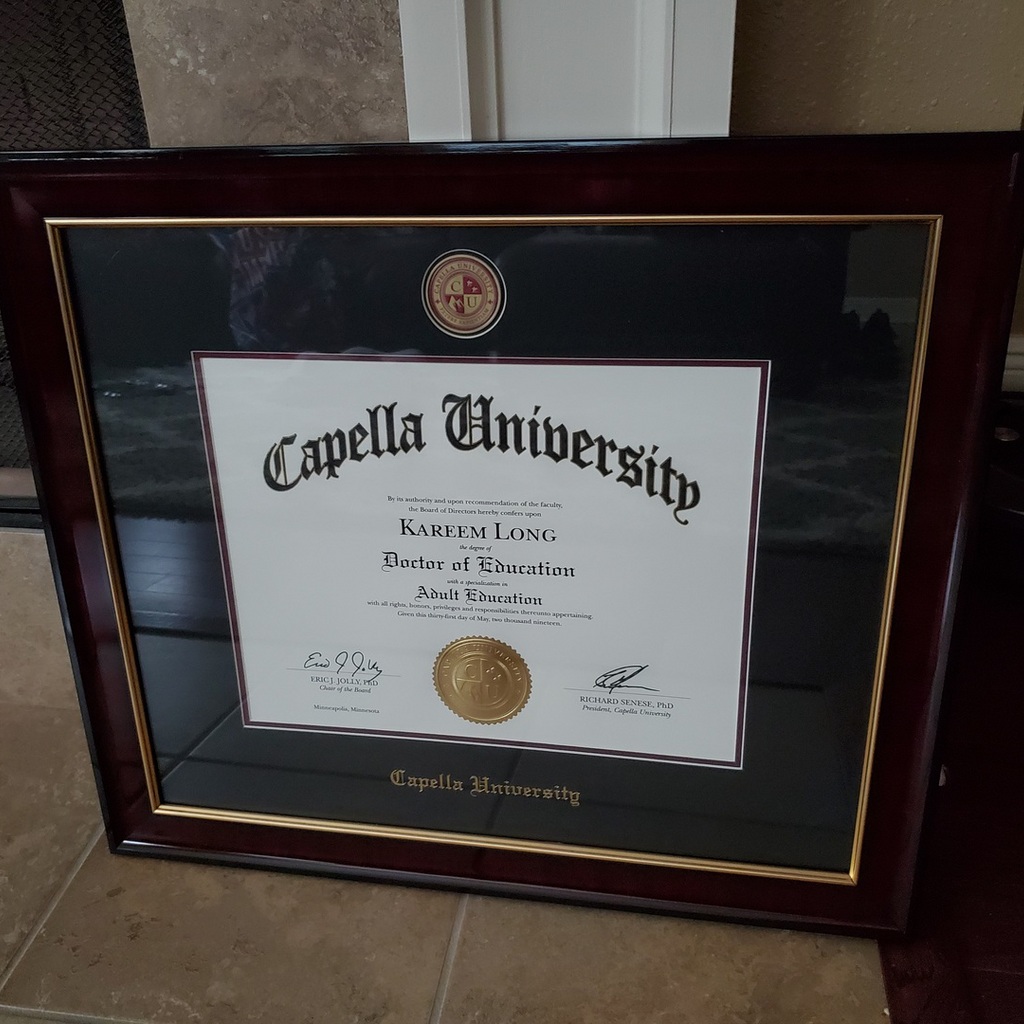 CAPELLA UNIVERSITY
C U
Capella University
By its authority and upon recommendation of the faculty,
the Board of Directors hereby confers upon
KAREEM LONG
the degree of
Doctor of Education
with a specialization in
Adult Education
with all rights, honors, privileges and responsibilities thereunto appertaining.
Given this thirty-first day of May, two thousand nineteen.
ERIC J. JOLLY, PhD
Chair of the Board
Minneapolis, Minnesota
RICHARD SENESE, PhD
President, Capella University
Capella University